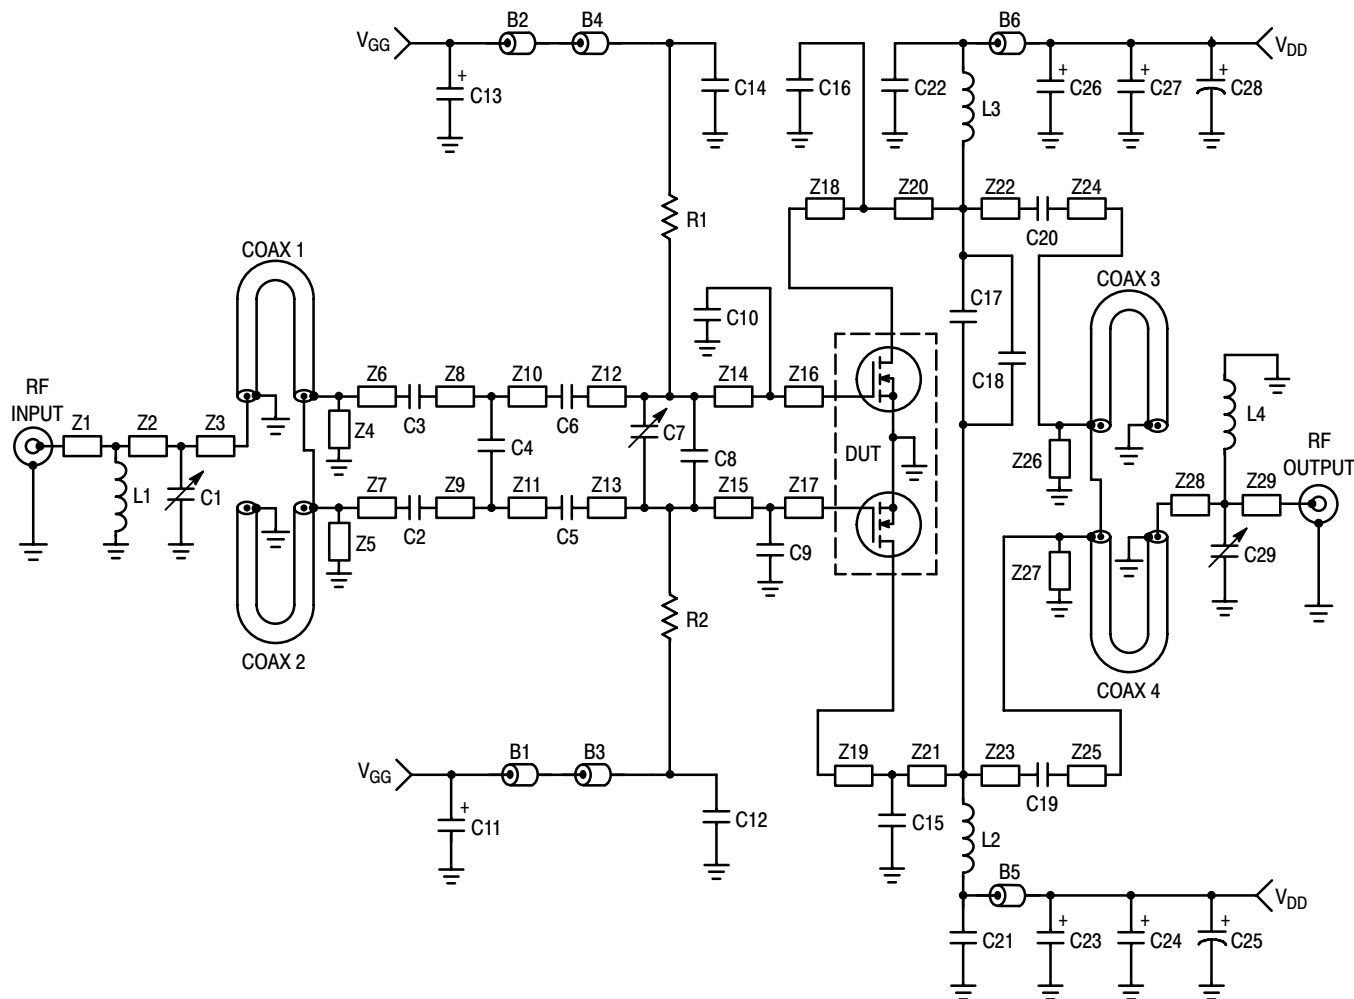 B2
B4
B6
VGG
VDD
+
C13
C14
C16
C22
+
C26
+
C27
+
C28
L3
Z18
Z20
Z22
Z24
R1
C20
COAX 1
COAX 3
C10
C17
C18
RF
INPUT
Z1
Z2
Z3
Z6
Z8
Z10
Z12
Z14
Z16
C3
C6
Z4
C4
C7
C8
DUT
L4
RF
OUTPUT
Z26
Z28
Z29
L1
C1
Z7
Z9
Z11
Z13
Z15
Z17
C2
C5
Z5
C9
Z27
C29
R2
COAX 2
COAX 4
B1
B3
VGG
Z19
Z21
Z23
Z25
C19
+
C11
C12
C15
L2
B5
VDD
C21
+
C23
+
C24
+
C25